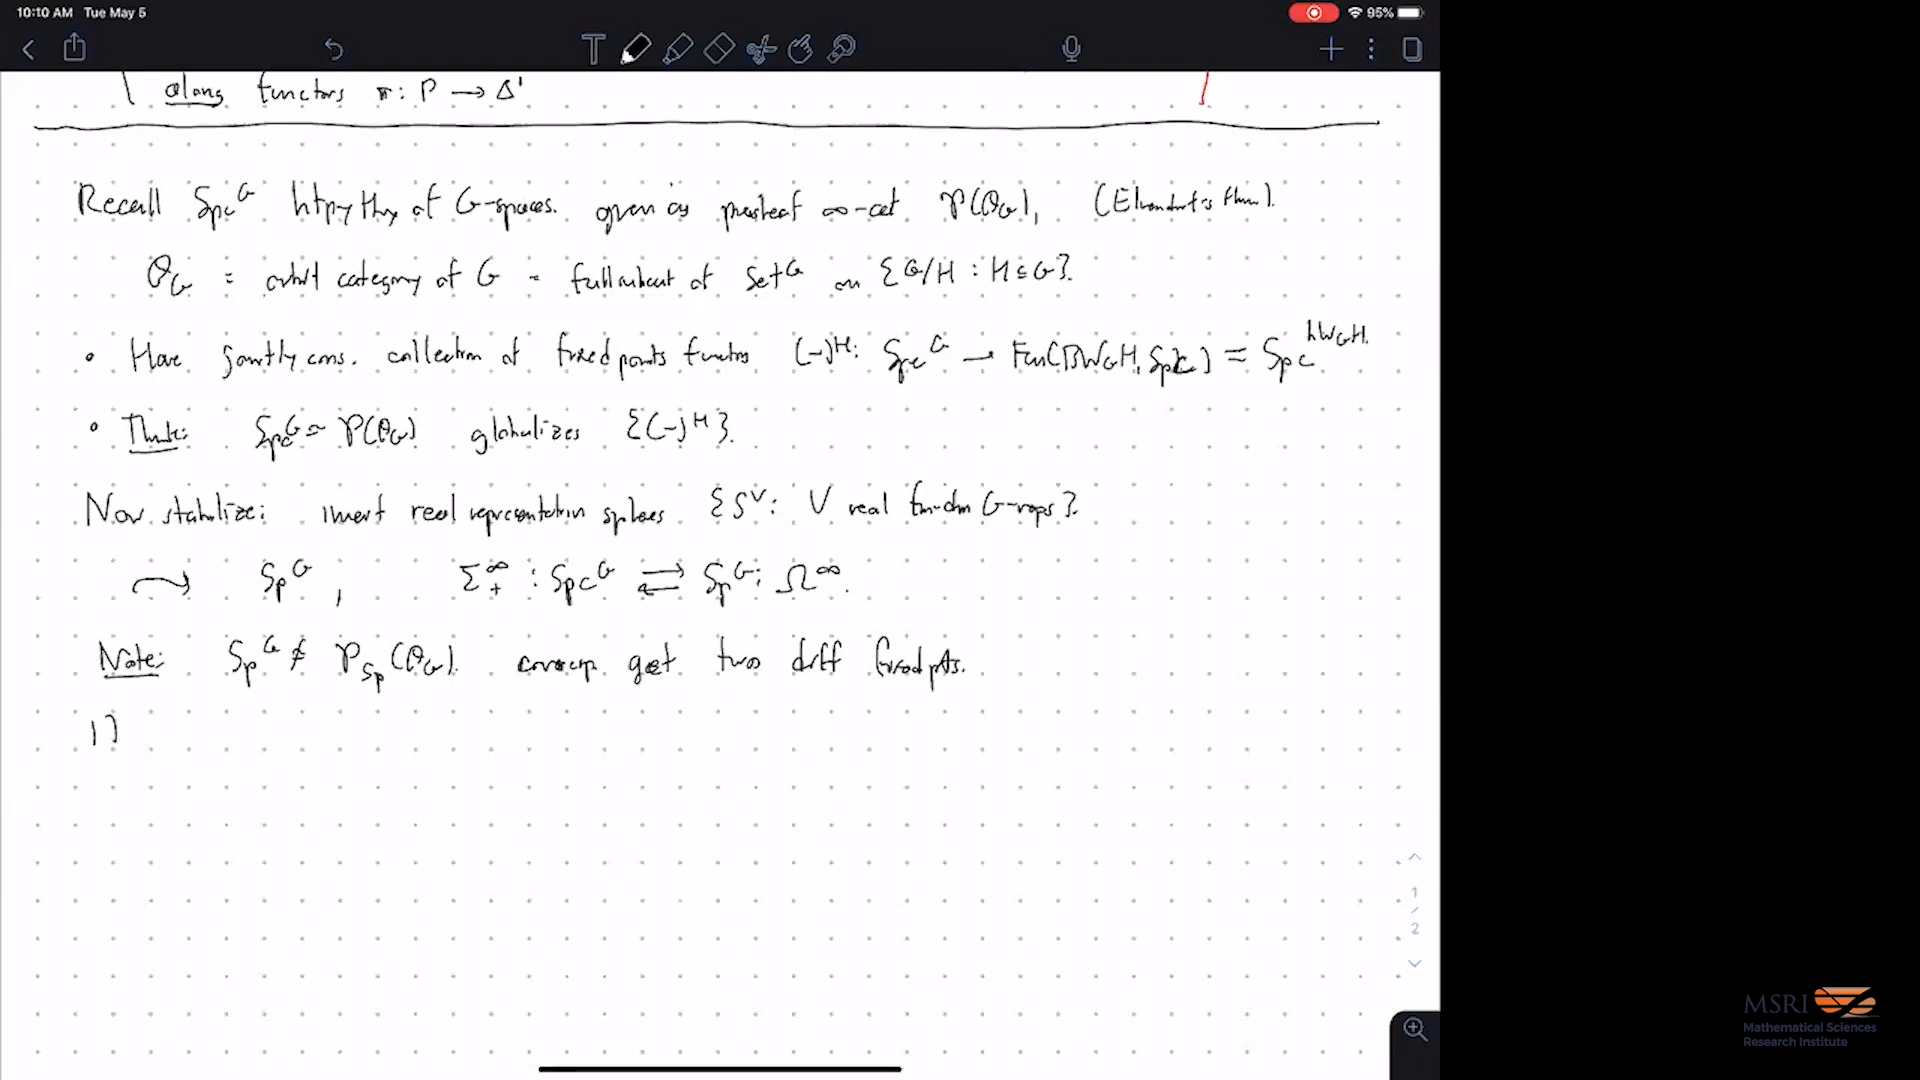 10:10 AM Tue May 5
95%
along functors π: P → Δ¹
Recall Spc^G htpy thy of G-spaces. given as presheaf ∞-cat. P(O_G), (Elmendorf's thm).
O_G = orbit category of G = full subcat of Set^G on {G/H : H ≤ G}.
• Have jointly cons. collection of fixed points functors (-)^H: Spc^G → Fun(BW_GH, Spc) = Spc^{hW_GH}.
• Think: Spc^G ≃ P(O_G) globalizes {(-)^H}.
Now stabilize: invert real representation spheres {S^V: V real fin-dim G-reps}.
⤳ Sp^G, Σ^∞_+ : Spc^G ⇄ Sp^G : Ω^∞.
Note: Sp^G ≄ P_Sp(O_G). get two diff fixed pts.
1)
1
/
2
MSRI
Mathematical Sciences
Research Institute